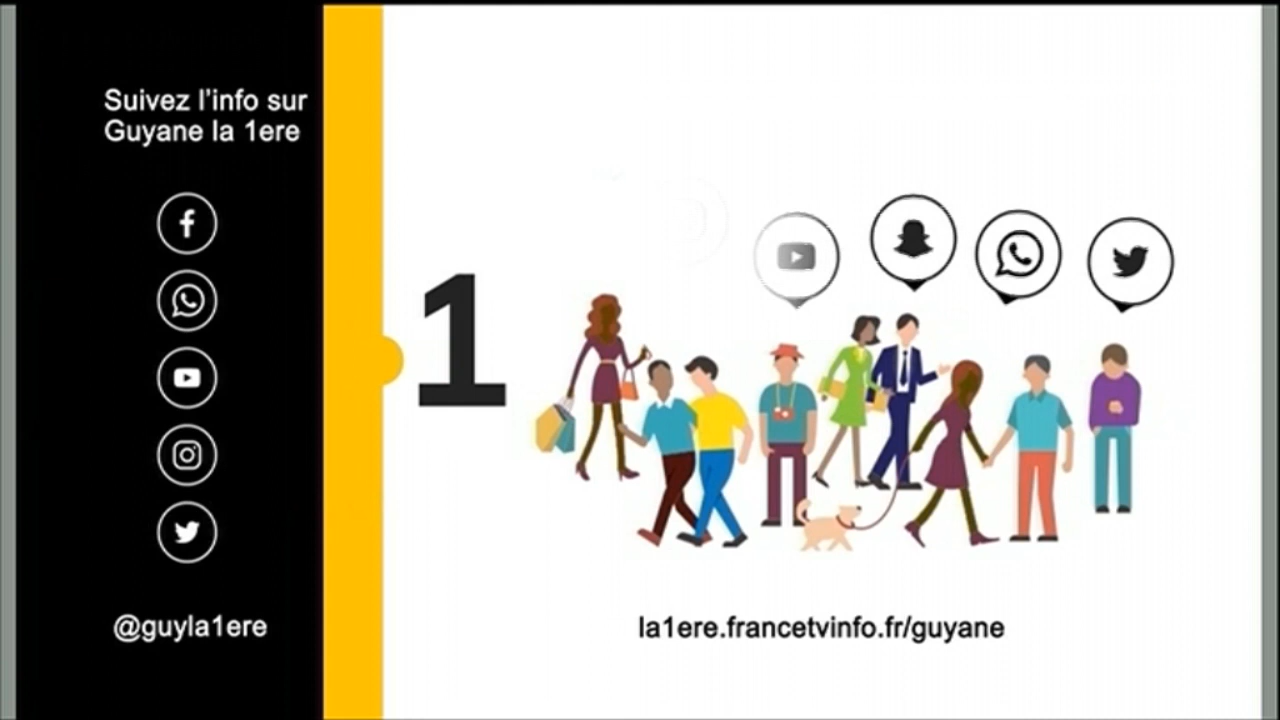 Suivez l'info sur
Guyane la 1ere
@guyla1ere
1
la1ere.francetvinfo.fr/guyane